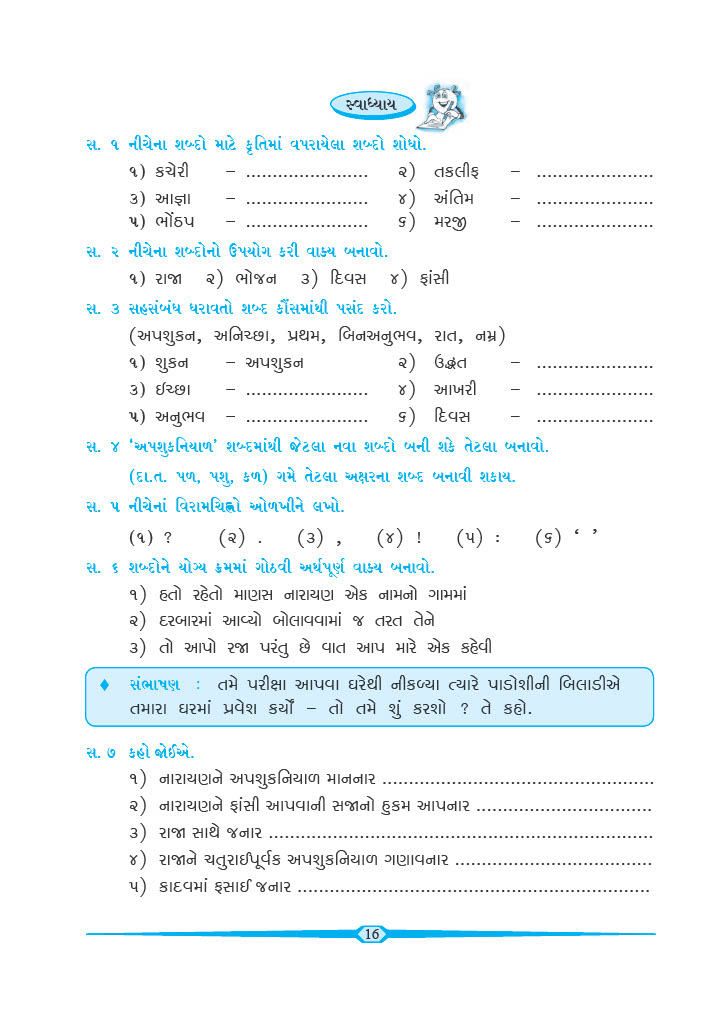 સ્વાધ્યાય
સ. ૧ નીચેના શબ્દો માટે કૃતિમાં વપરાયેલા શબ્દો શોધો.
૧) કચેરી – ....................... ૨) તકલીફ – ......................
૩) આજ્ઞા – ....................... ૪) અંતિમ – ......................
૫) ભોંઠપ – ....................... ૬) મરજી – ......................
સ. ૨ નીચેના શબ્દોનો ઉપયોગ કરી વાક્ય બનાવો.
૧) રાજા ૨) ભોજન ૩) દિવસ ૪) ફાંસી
સ. ૩ સહસંબંધ ધરાવતો શબ્દ કૌંસમાંથી પસંદ કરો.
(અપશુકન, અનિચ્છા, પ્રથમ, બિનઅનુભવ, રાત, નમ્ર)
૧) શુકન – અપશુકન ૨) ઉદ્ધત – ......................
૩) ઈચ્છા – ....................... ૪) આખરી – ......................
૫) અનુભવ – ....................... ૬) દિવસ – ......................
સ. ૪ ‘અપશુકનિયાળ’ શબ્દમાંથી જેટલા નવા શબ્દો બની શકે તેટલા બનાવો.
(દા.ત. પળ, પશુ, કળ) ગમે તેટલા અક્ષરના શબ્દ બનાવી શકાય.
સ. ૫ નીચેનાં વિરામચિહ્નો ઓળખીને લખો.
(૧) ? (૨) . (૩) , (૪) ! (૫) : (૬) ‘ ’
સ. ૬ શબ્દોને યોગ્ય ક્રમમાં ગોઠવી અર્થપૂર્ણ વાક્ય બનાવો.
૧) હતો રહેતો માણસ નારાયણ એક નામનો ગામમાં
૨) દરબારમાં આવ્યો બોલાવવામાં જ તરત તેને
૩) તો આપો રજા પરંતુ છે વાત આપ મારે એક કહેવી
♦ સંભાષણ : તમે પરીક્ષા આપવા ઘરેથી નીકળ્યા ત્યારે પાડોશીની બિલાડીએ
તમારા ઘરમાં પ્રવેશ કર્યો – તો તમે શું કરશો ? તે કહો.
સ. ૭ કહો જોઈએ.
૧) નારાયણને અપશુકનિયાળ માનનાર ...................................................
૨) નારાયણને ફાંસી આપવાની સજાનો હુકમ આપનાર .................................
૩) રાજા સાથે જનાર ........................................................................
૪) રાજાને ચતુરાઈપૂર્વક અપશુકનિયાળ ગણાવનાર .....................................
૫) કાદવમાં ફસાઈ જનાર ..................................................................
16